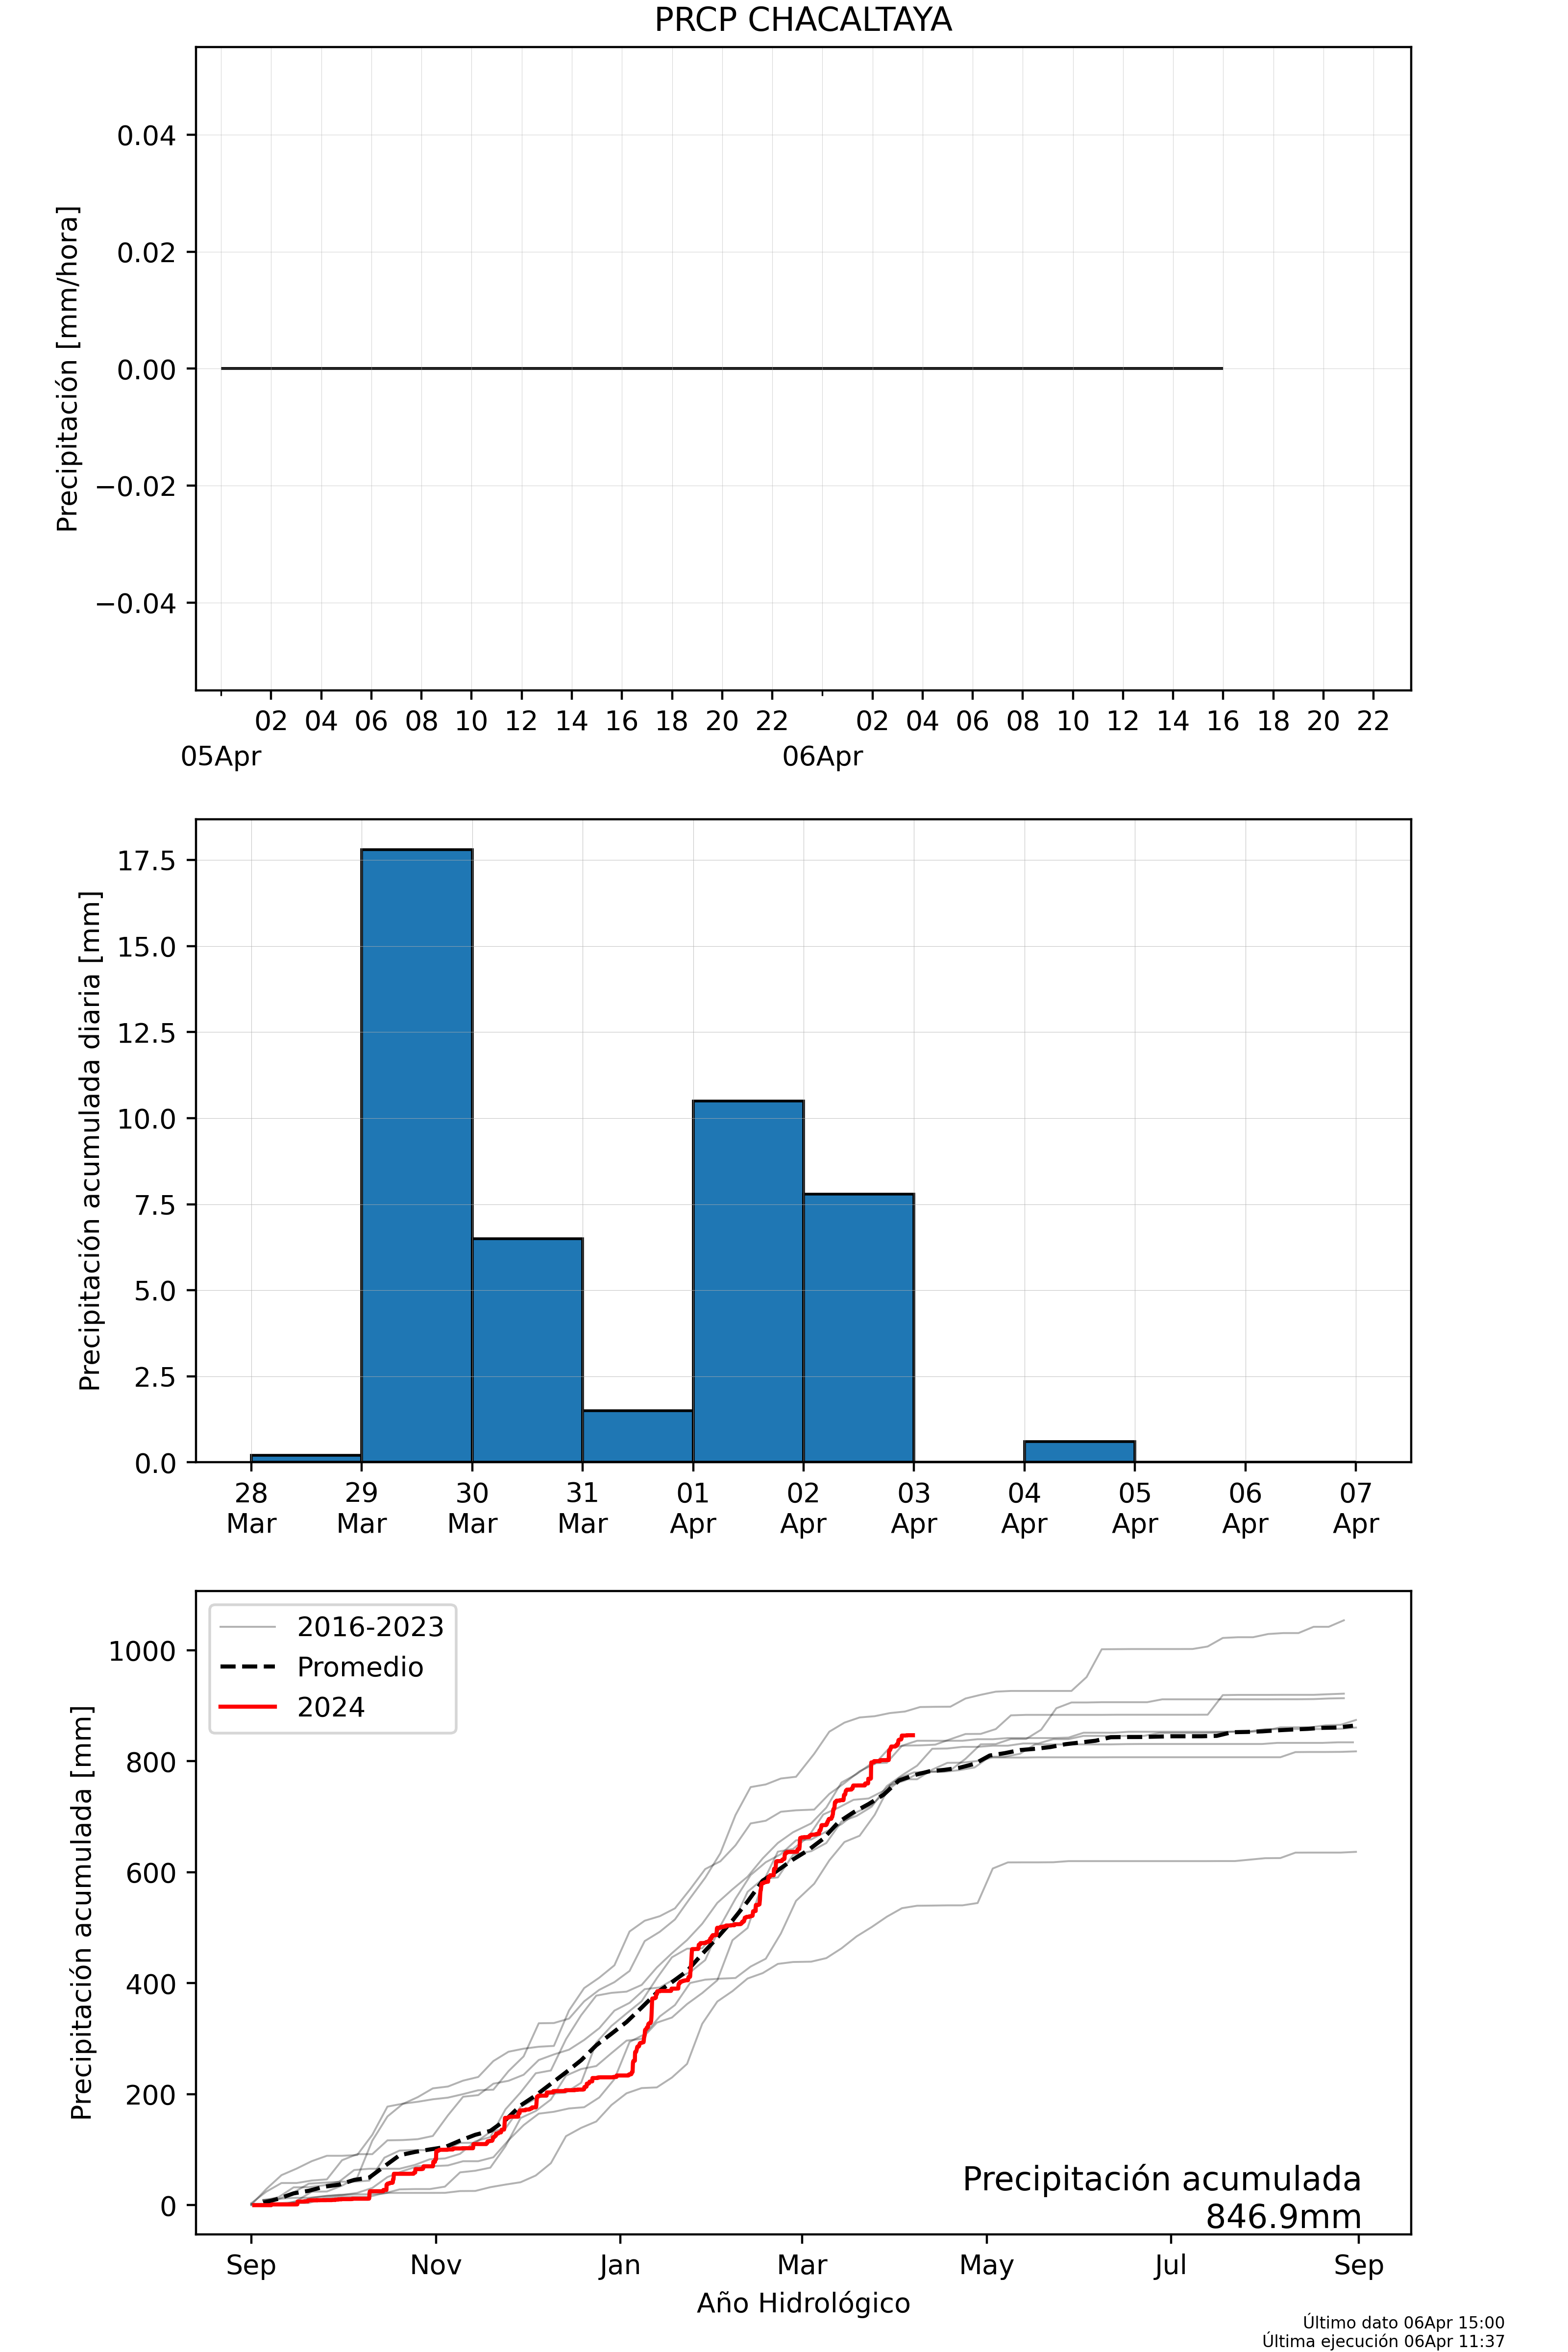 PRCP CHACALTAYA
Precipitación [mm/hora]
0.04
0.02
0.00
−0.02
−0.04
02 04 06 08 10 12 14 16 18 20 22 02 04 06 08 10 12 14 16 18 20 22
05Apr 06Apr
Precipitación acumulada diaria [mm]
17.5
15.0
12.5
10.0
7.5
5.0
2.5
0.0
28 29 30 31 01 02 03 04 05 06 07
Mar Mar Mar Mar Apr Apr Apr Apr Apr Apr Apr
Precipitación acumulada [mm]
1000
800
600
400
200
0
2016-2023
Promedio
2024
Precipitación acumulada
846.9mm
Sep Nov Jan Mar May Jul Sep
Año Hidrológico
Último dato 06Apr 15:00
Última ejecución 06Apr 11:37